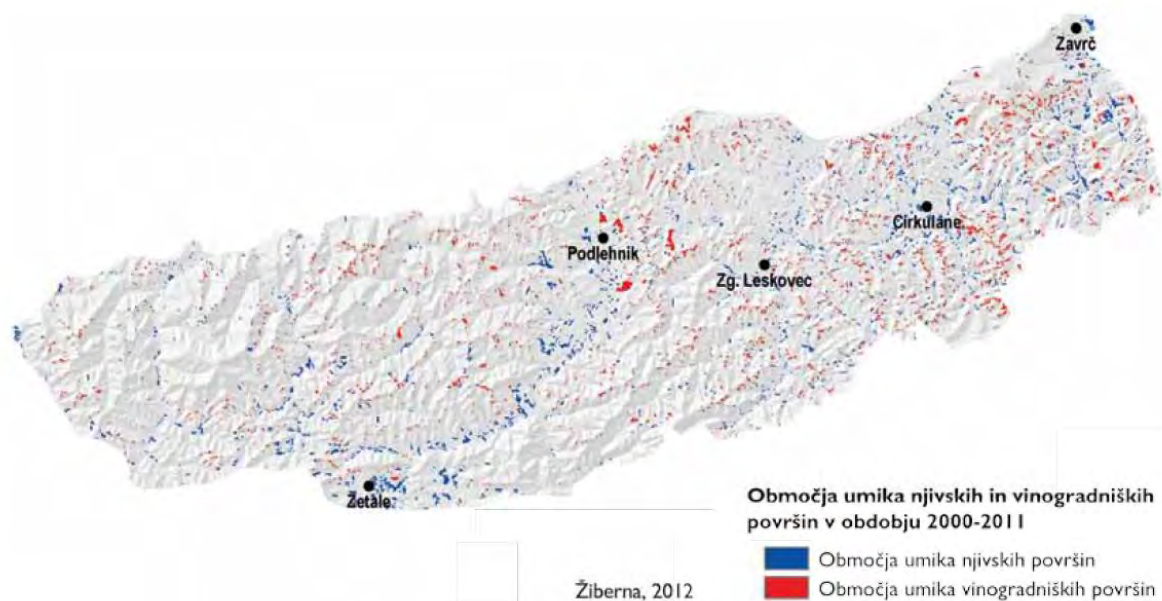 Zavrč
Cirkulane
Podlehnik
Zg. Leskovec
Žetale
Območja umika njivskih in vinogradniških
površin v obdobju 2000-2011
Območja umika njivskih površin
Območja umika vinogradniških površin
Žiberna, 2012